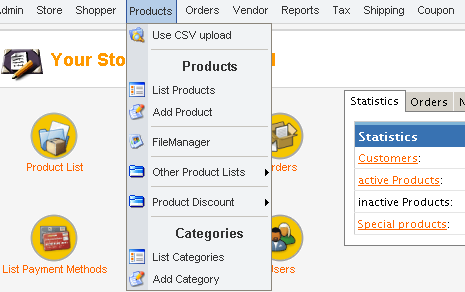 dmin Store Shopper Products Orders Vendor Reports Tax Shipping Coupon
Use CSV upload
Your Sto
Products
List Products
Add Product
FileManager
Other Product Lists
Product Discount
Categories
List Categories
Add Category
Product List
rders
List Payment Methods
Users
Statistics Orders N
Statistics
Customers:
active Products:
inactive Products:
Special products: